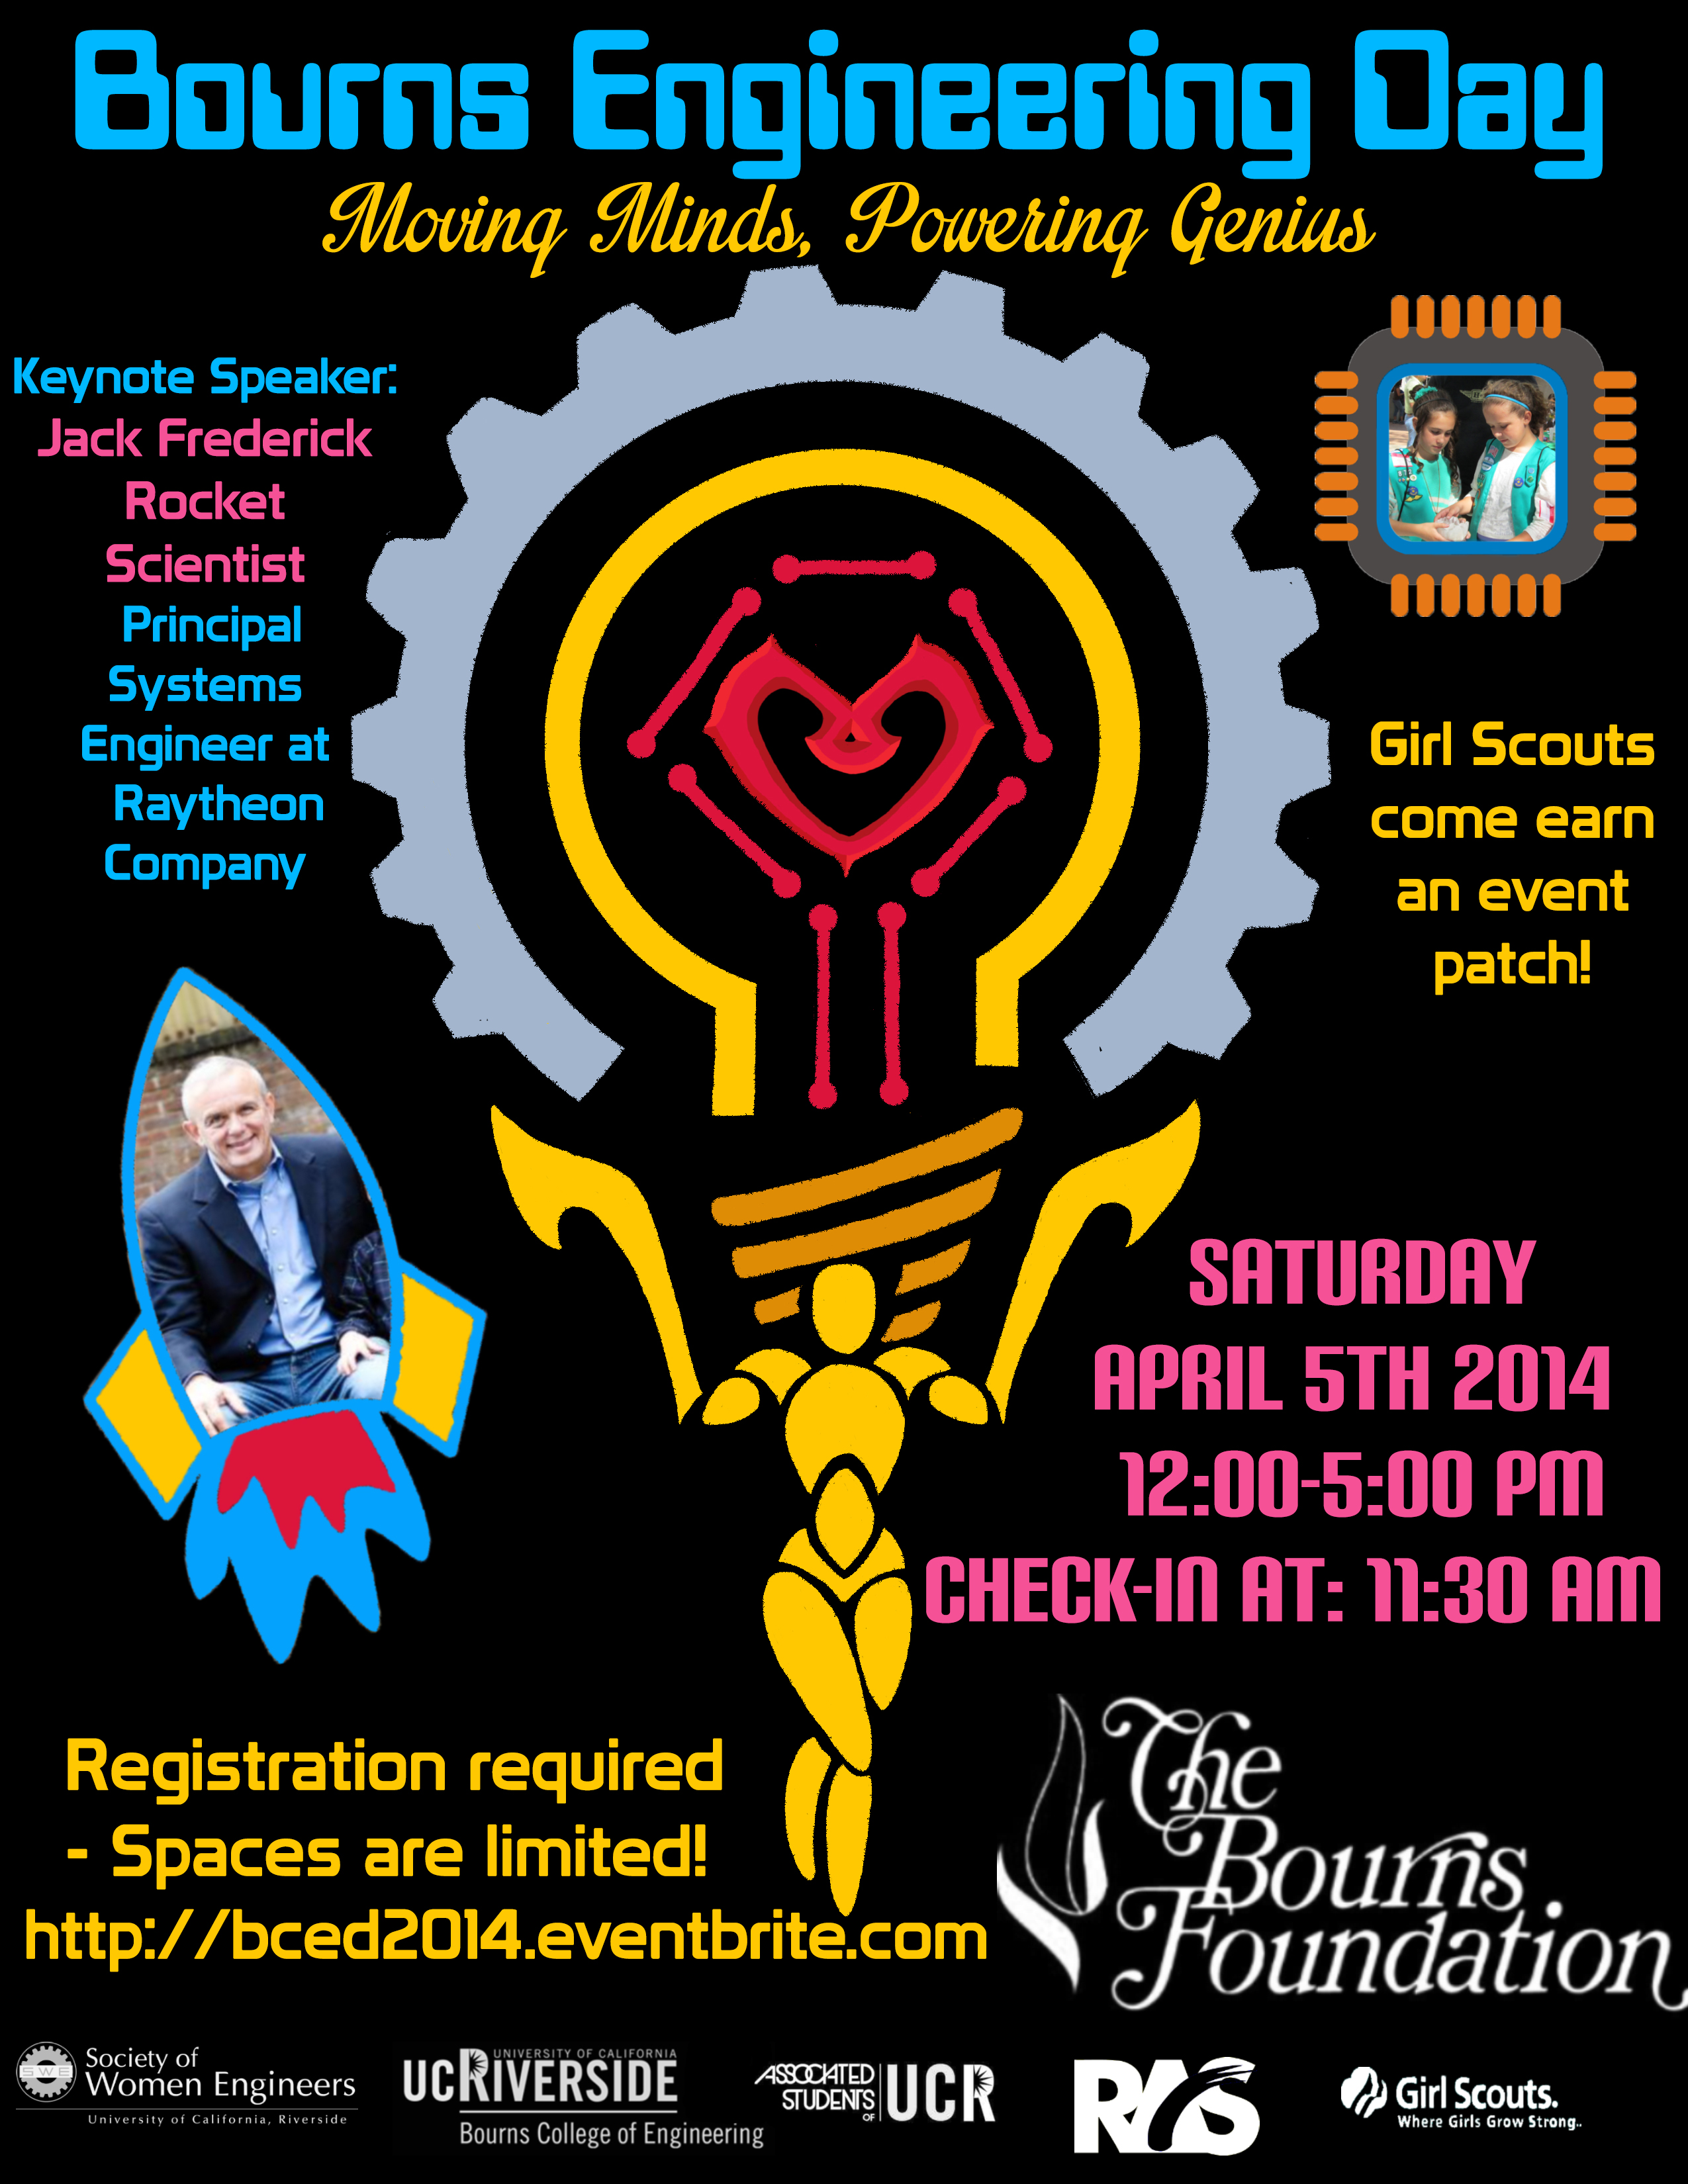 Bourns Engineering Day
Moving Minds, Powering Genius
Keynote Speaker:
Jack Frederick
Rocket
Scientist
Principal
Systems
Engineer at
Raytheon
Company
Girl Scouts
come earn
an event
patch!
SATURDAY
APRIL 5TH 2014
12:00-5:00 PM
CHECK-IN AT: 11:30 AM
Registration required
- Spaces are limited!
http://bced2014.eventbrite.com
The
Bourns
Foundation
SWE
Society of
Women Engineers
University of California, Riverside
UNIVERSITY OF CALIFORNIA
UCRIVERSIDE
Bourns College of Engineering
ASSOCIATED
STUDENTS
OF
UCR
RAS
Girl Scouts.
Where Girls Grow Strong..